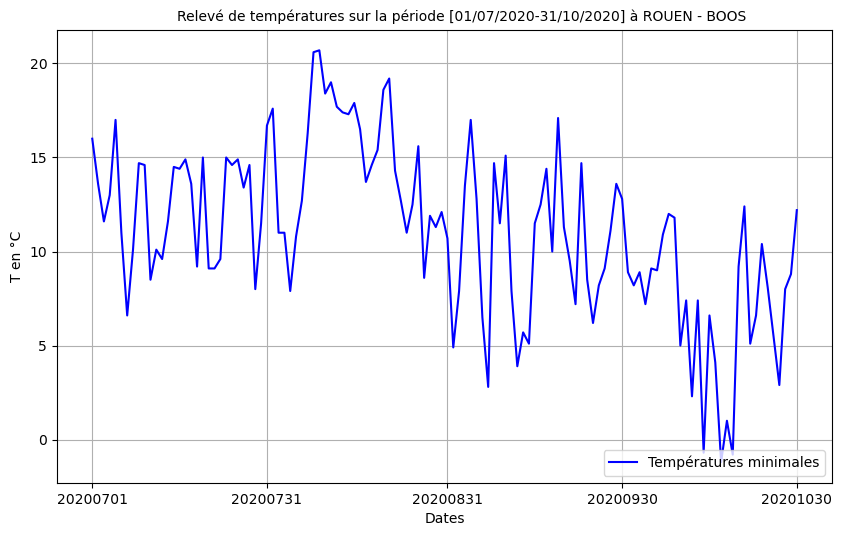 Relevé de températures sur la période [01/07/2020-31/10/2020] à ROUEN - BOOS
20
15
10
5
0
T en °C
Températures minimales
20200701 20200731 20200831 20200930 20201030
Dates